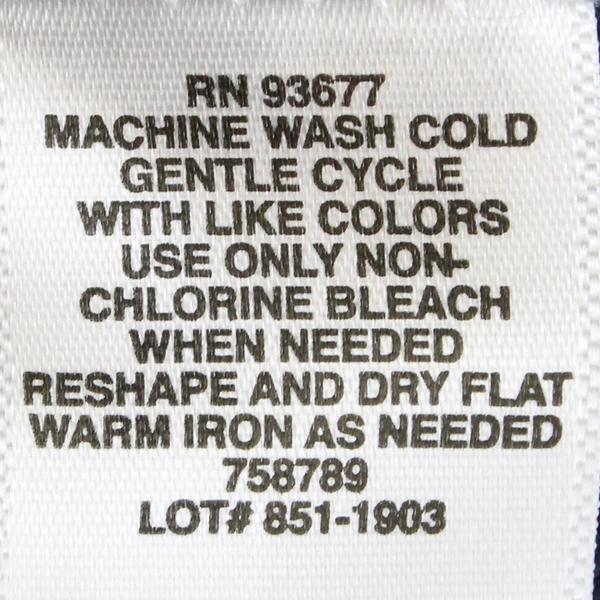 RN 93677
MACHINE WASH COLD
GENTLE CYCLE
WITH LIKE COLORS
USE ONLY NON-
CHLORINE BLEACH
WHEN NEEDED
RESHAPE AND DRY FLAT
WARM IRON AS NEEDED
758789
LOT# 851-1903